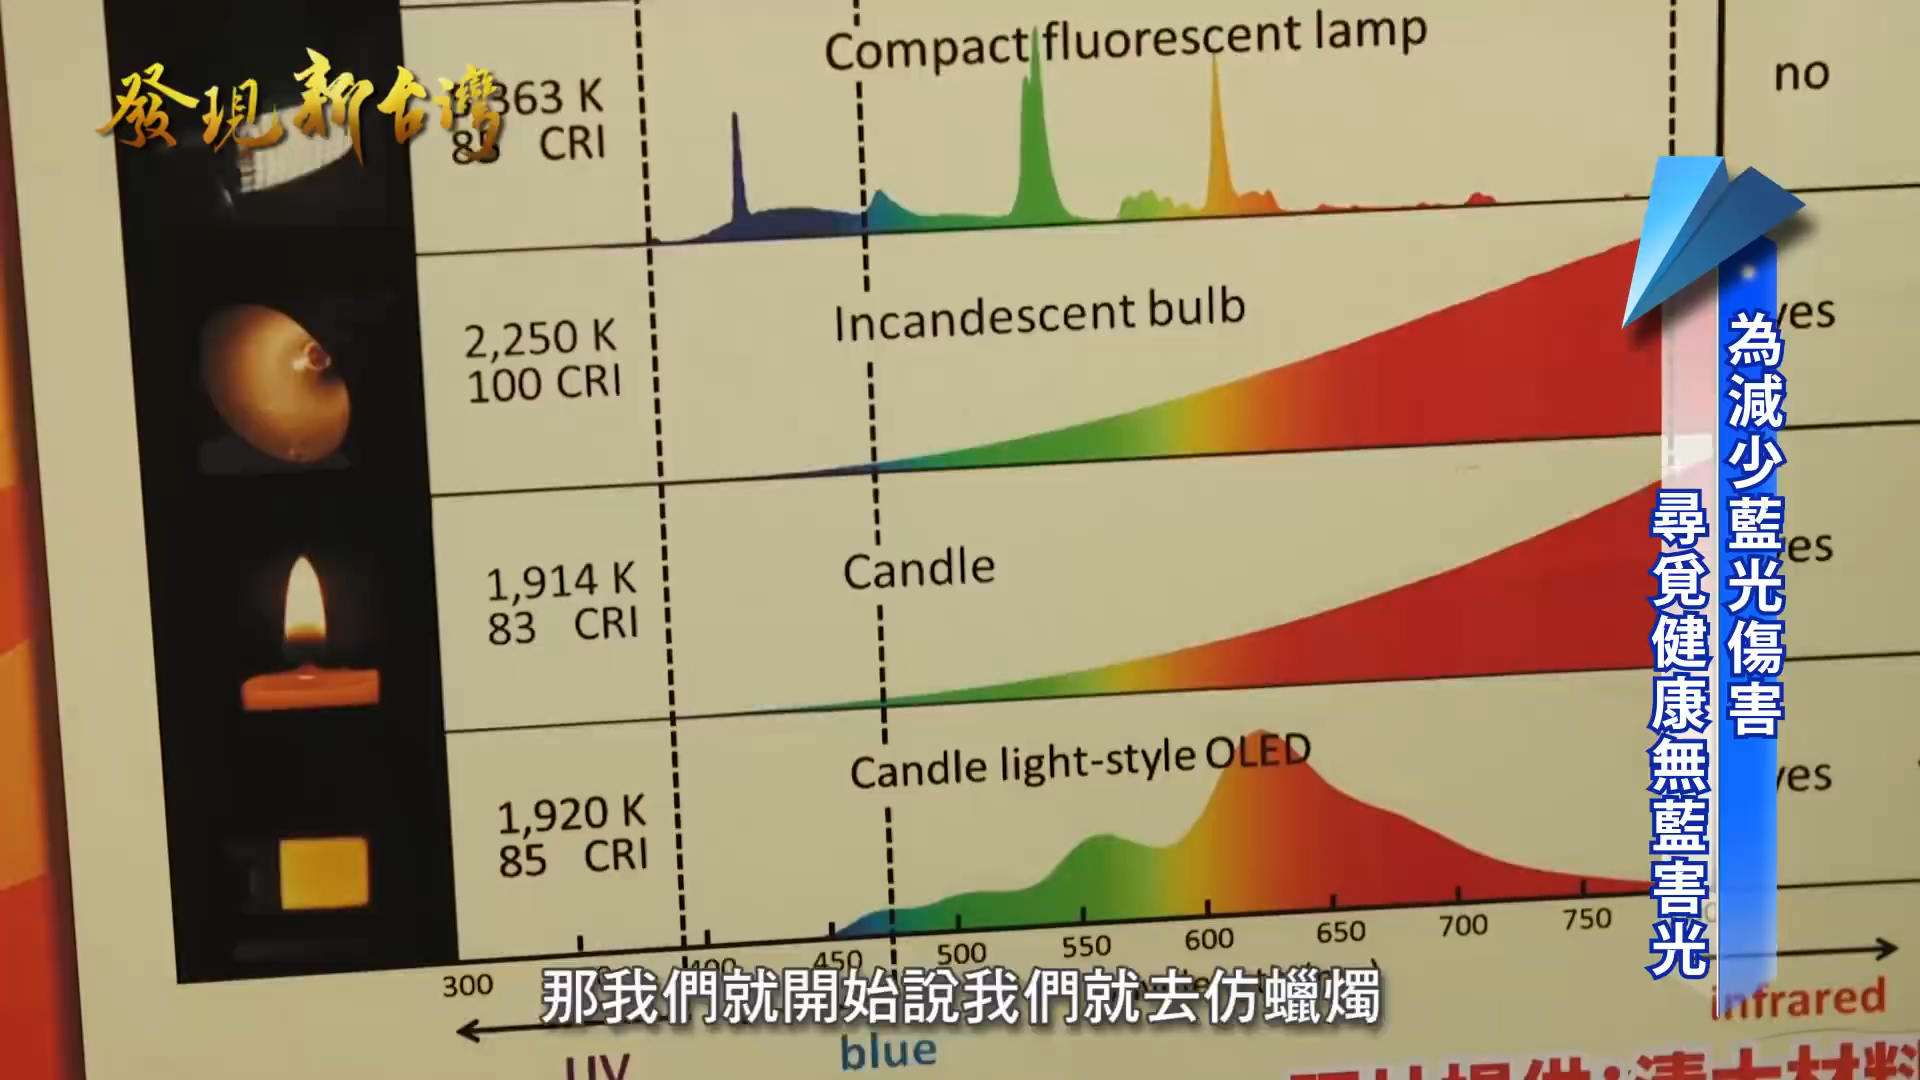 發現新台灣
363 K
85 CRI
Compact fluorescent lamp
no
2,250 K
100 CRI
Incandescent bulb
yes
1,914 K
83 CRI
Candle
yes
1,920 K
85 CRI
Candle light-style OLED
yes
為減少藍光傷害
尋覓健康無藍害光
300 400 450 500 550 600 650 700 750
那我們就開始說我們就去仿蠟燭
UV
blue
infrared